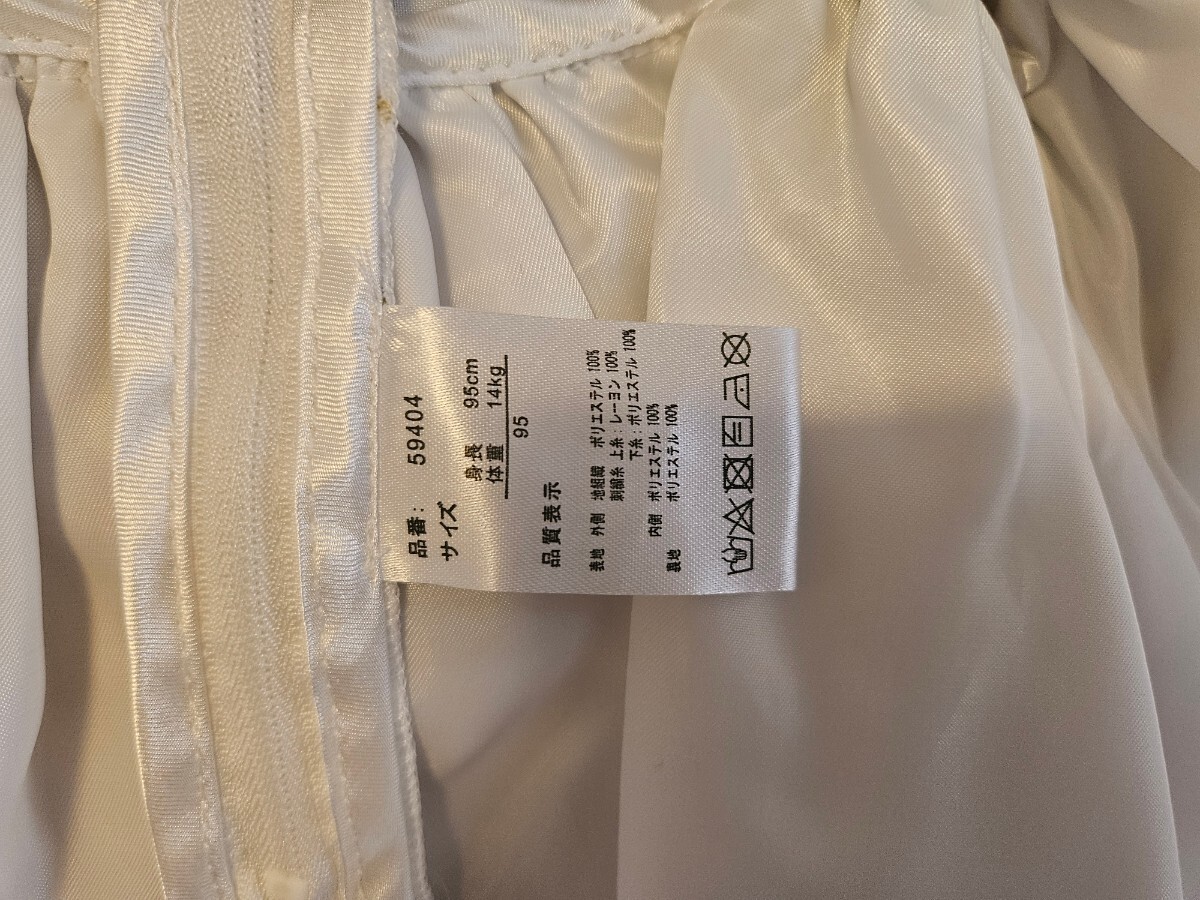 品番: 59404
サイズ
身長 95cm
体重 14kg
95
品質表示
表地 外側 地組織 ポリエステル 100%
刺繍糸 上糸:レーヨン 100%
下糸:ポリエステル 100%
内側 ポリエステル 100%
裏地 ポリエステル 100%